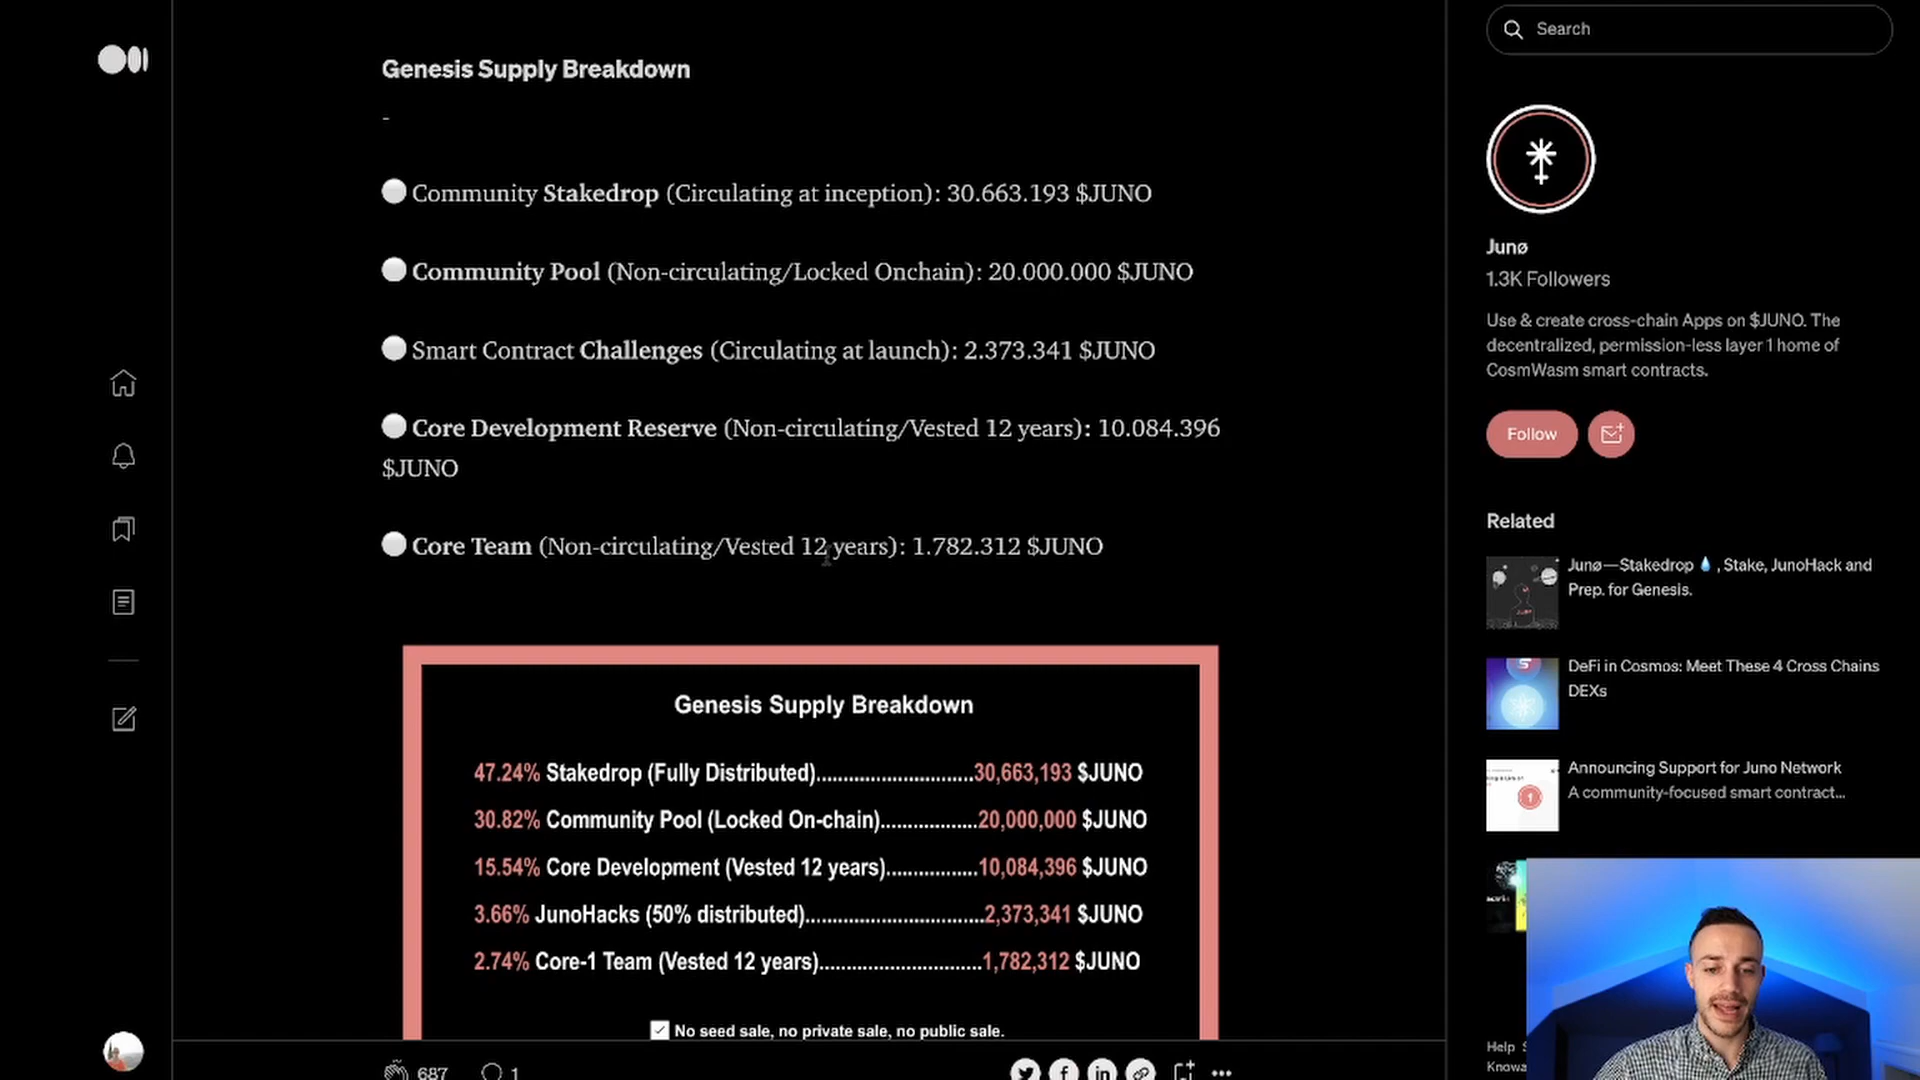 Genesis Supply Breakdown
-
Community Stakedrop (Circulating at inception): 30.663.193 $JUNO
Community Pool (Non-circulating/Locked Onchain): 20.000.000 $JUNO
Smart Contract Challenges (Circulating at launch): 2.373.341 $JUNO
Core Development Reserve (Non-circulating/Vested 12 years): 10.084.396
$JUNO
Core Team (Non-circulating/Vested 12 years): 1.782.312 $JUNO
Genesis Supply Breakdown
47.24% Stakedrop (Fully Distributed).............................30,663,193 $JUNO
30.82% Community Pool (Locked On-chain)..................20,000,000 $JUNO
15.54% Core Development (Vested 12 years).................10,084,396 $JUNO
3.66% JunoHacks (50% distributed).................................2,373,341 $JUNO
2.74% Core-1 Team (Vested 12 years)..............................1,782,312 $JUNO
No seed sale, no private sale, no public sale.
687
1
Search
Junø
1.3K Followers
Use & create cross-chain Apps on $JUNO. The
decentralized, permission-less layer 1 home of
CosmWasm smart contracts.
Follow
Related
Junø—Stakedrop 💧 , Stake, JunoHack and
Prep. for Genesis.
DeFi in Cosmos: Meet These 4 Cross Chains
DEXs
Announcing Support for Juno Network
A community-focused smart contract…
Help
Knowa